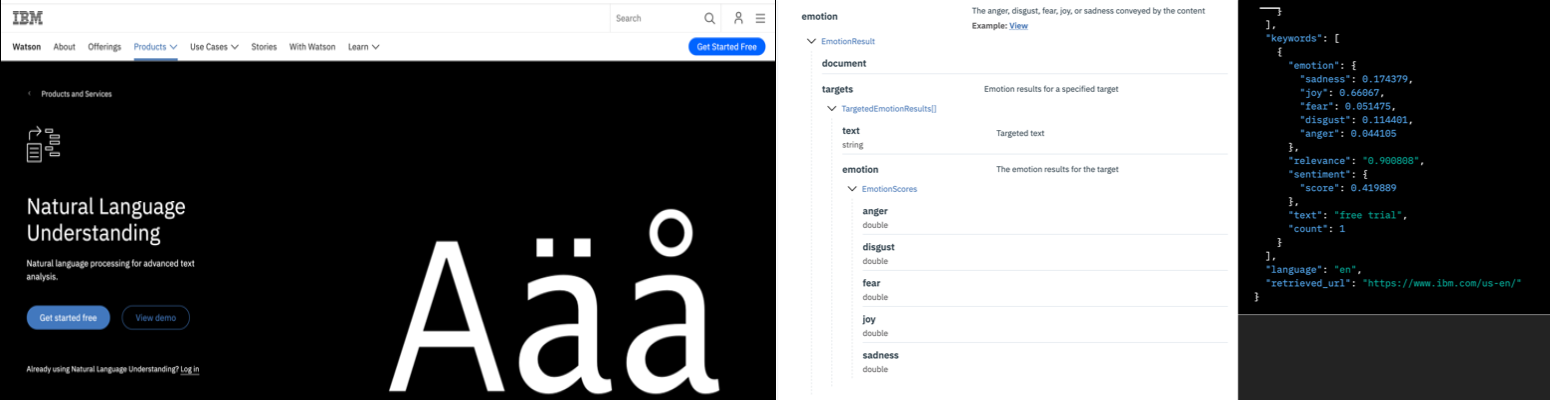 IBM
Search
Watson About Offerings Products Use Cases Stories With Watson Learn Get Started Free
Products and Services
Natural Language
Understanding
Natural language processing for advanced text
analysis.
Get started free View demo
Already using Natural Language Understanding? Log in
Aäå
emotion
The anger, disgust, fear, joy, or sadness conveyed by the content
Example: View
EmotionResult
document
targets
Emotion results for a specified target
TargetedEmotionResults[]
text
Targeted text
string
emotion
The emotion results for the target
EmotionScores
anger
double
disgust
double
fear
double
joy
double
sadness
double
}
],
"keywords": [
{
"emotion": {
"sadness": 0.174379,
"joy": 0.66067,
"fear": 0.051475,
"disgust": 0.114401,
"anger": 0.044105
},
"relevance": "0.900808",
"sentiment": {
"score": 0.419889
},
"text": "free trial",
"count": 1
}
],
"language": "en",
"retrieved_url": "https://www.ibm.com/us-en/"
}